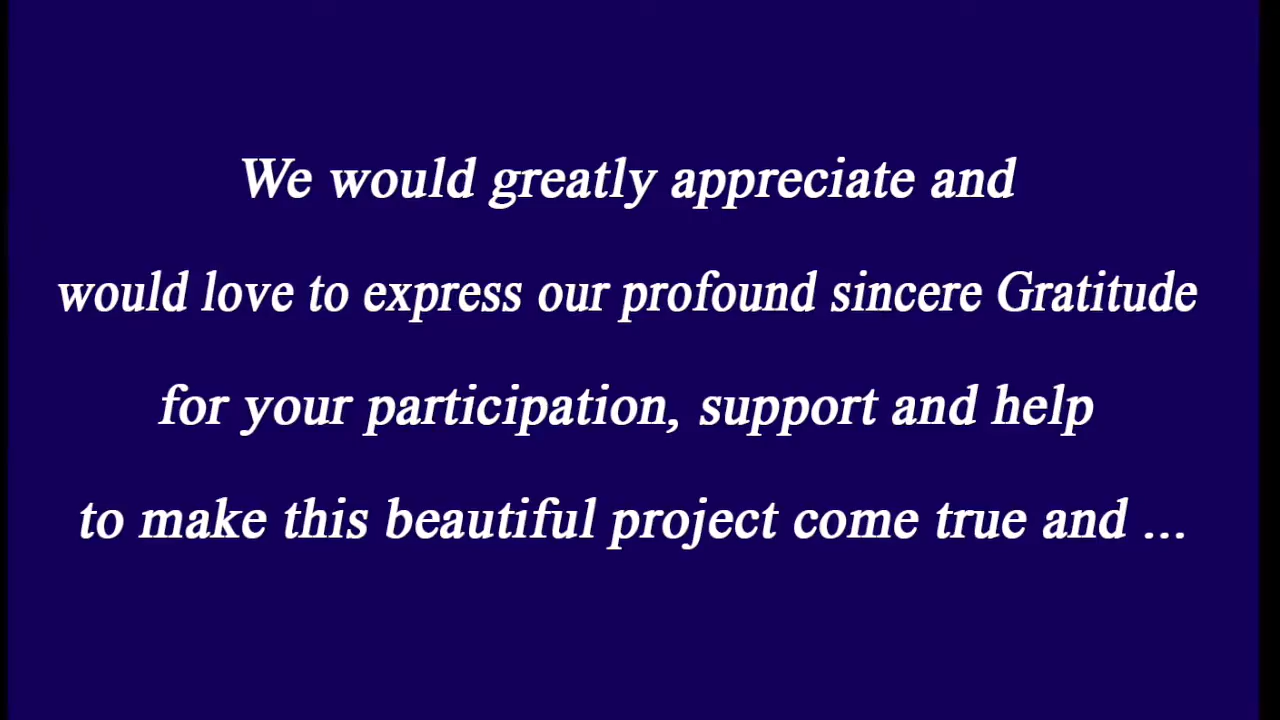 We would greatly appreciate and
would love to express our profound sincere Gratitude
for your participation, support and help
to make this beautiful project come true and ...